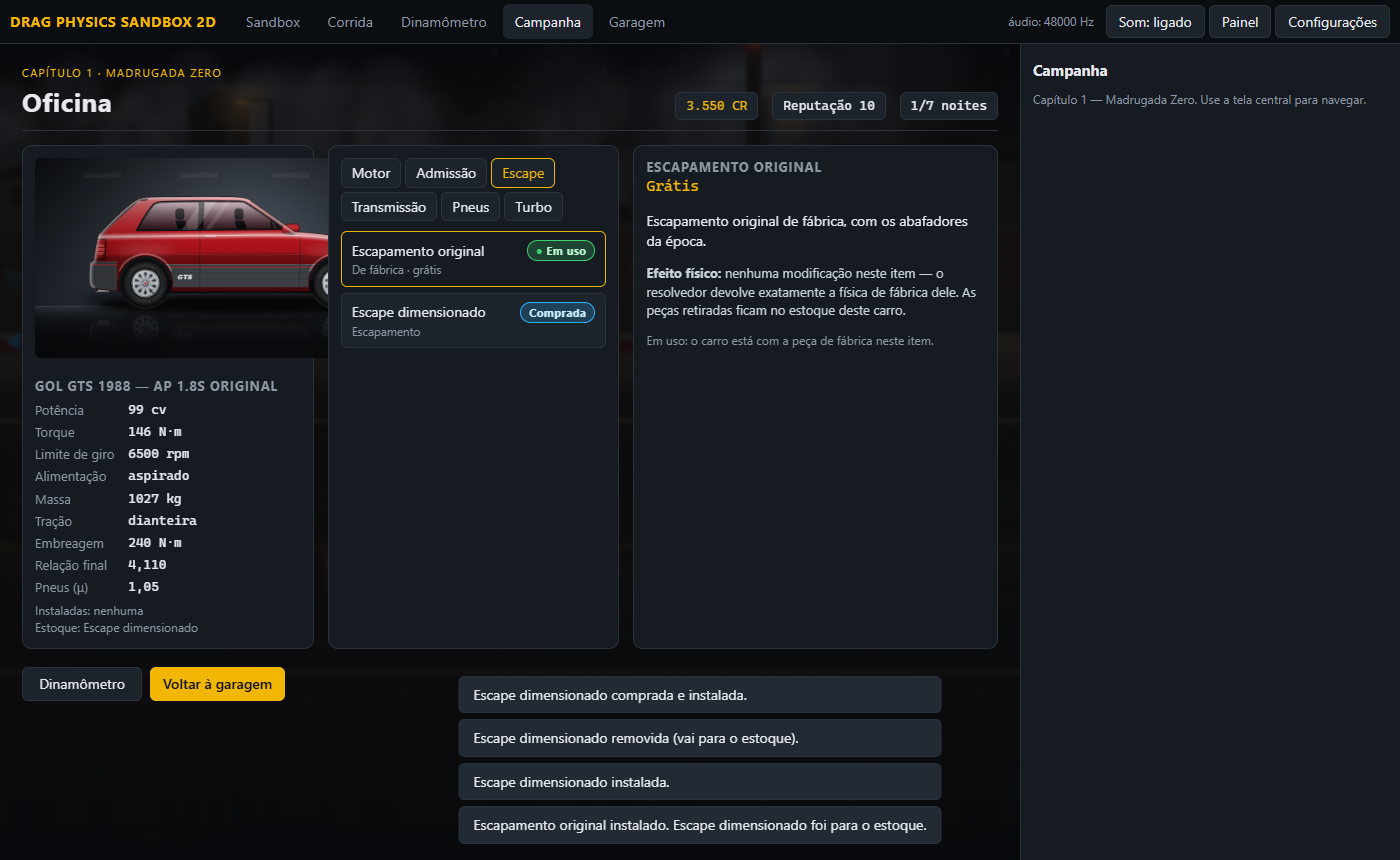 DRAG PHYSICS SANDBOX 2D
Sandbox
Corrida
Dinamômetro
Campanha
Garagem
áudio: 48000 Hz
Som: ligado
Painel
Configurações
CAPÍTULO 1 · MADRUGADA ZERO
Oficina
3.550 CR
Reputação 10
1/7 noites
Campanha
Capítulo 1 — Madrugada Zero. Use a tela central para navegar.
GTS
GOL GTS 1988 — AP 1.8S ORIGINAL
Potência 99 cv
Torque 146 N·m
Limite de giro 6500 rpm
Alimentação aspirado
Massa 1027 kg
Tração dianteira
Embreagem 240 N·m
Relação final 4,110
Pneus (μ) 1,05
Instaladas: nenhuma
Estoque: Escape dimensionado
Motor
Admissão
Escape
Transmissão
Pneus
Turbo
Escapamento original
Em uso
De fábrica · grátis
Escape dimensionado
Comprada
Escapamento
ESCAPAMENTO ORIGINAL
Grátis
Escapamento original de fábrica, com os abafadores
da época.
Efeito físico: nenhuma modificação neste item — o
resolvedor devolve exatamente a física de fábrica dele. As
peças retiradas ficam no estoque deste carro.
Em uso: o carro está com a peça de fábrica neste item.
Dinamômetro
Voltar à garagem
Escape dimensionado comprada e instalada.
Escape dimensionado removida (vai para o estoque).
Escape dimensionado instalada.
Escapamento original instalado. Escape dimensionado foi para o estoque.